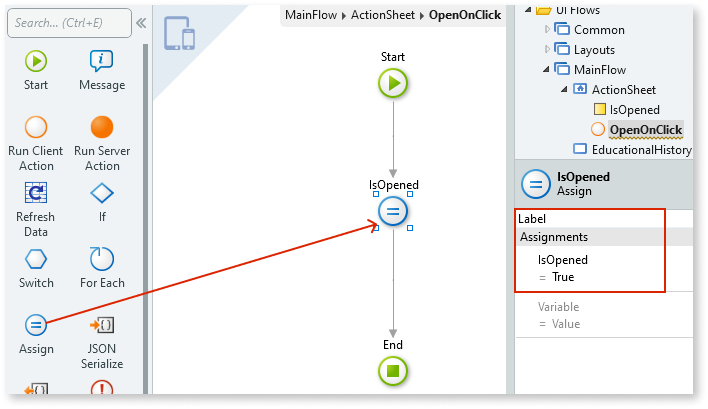 Search... (Ctrl+E)
Start
Message
Run Client
Action
Run Server
Action
Refresh
Data
If
Switch
For Each
Assign
JSON
Serialize
MainFlow ▸ ActionSheet ▸ OpenOnClick
Start
IsOpened
End
UI Flows
Common
Layouts
MainFlow
ActionSheet
IsOpened
OpenOnClick
EducationalHistory
IsOpened
Assign
Label
Assignments
IsOpened
= True
Variable
= Value